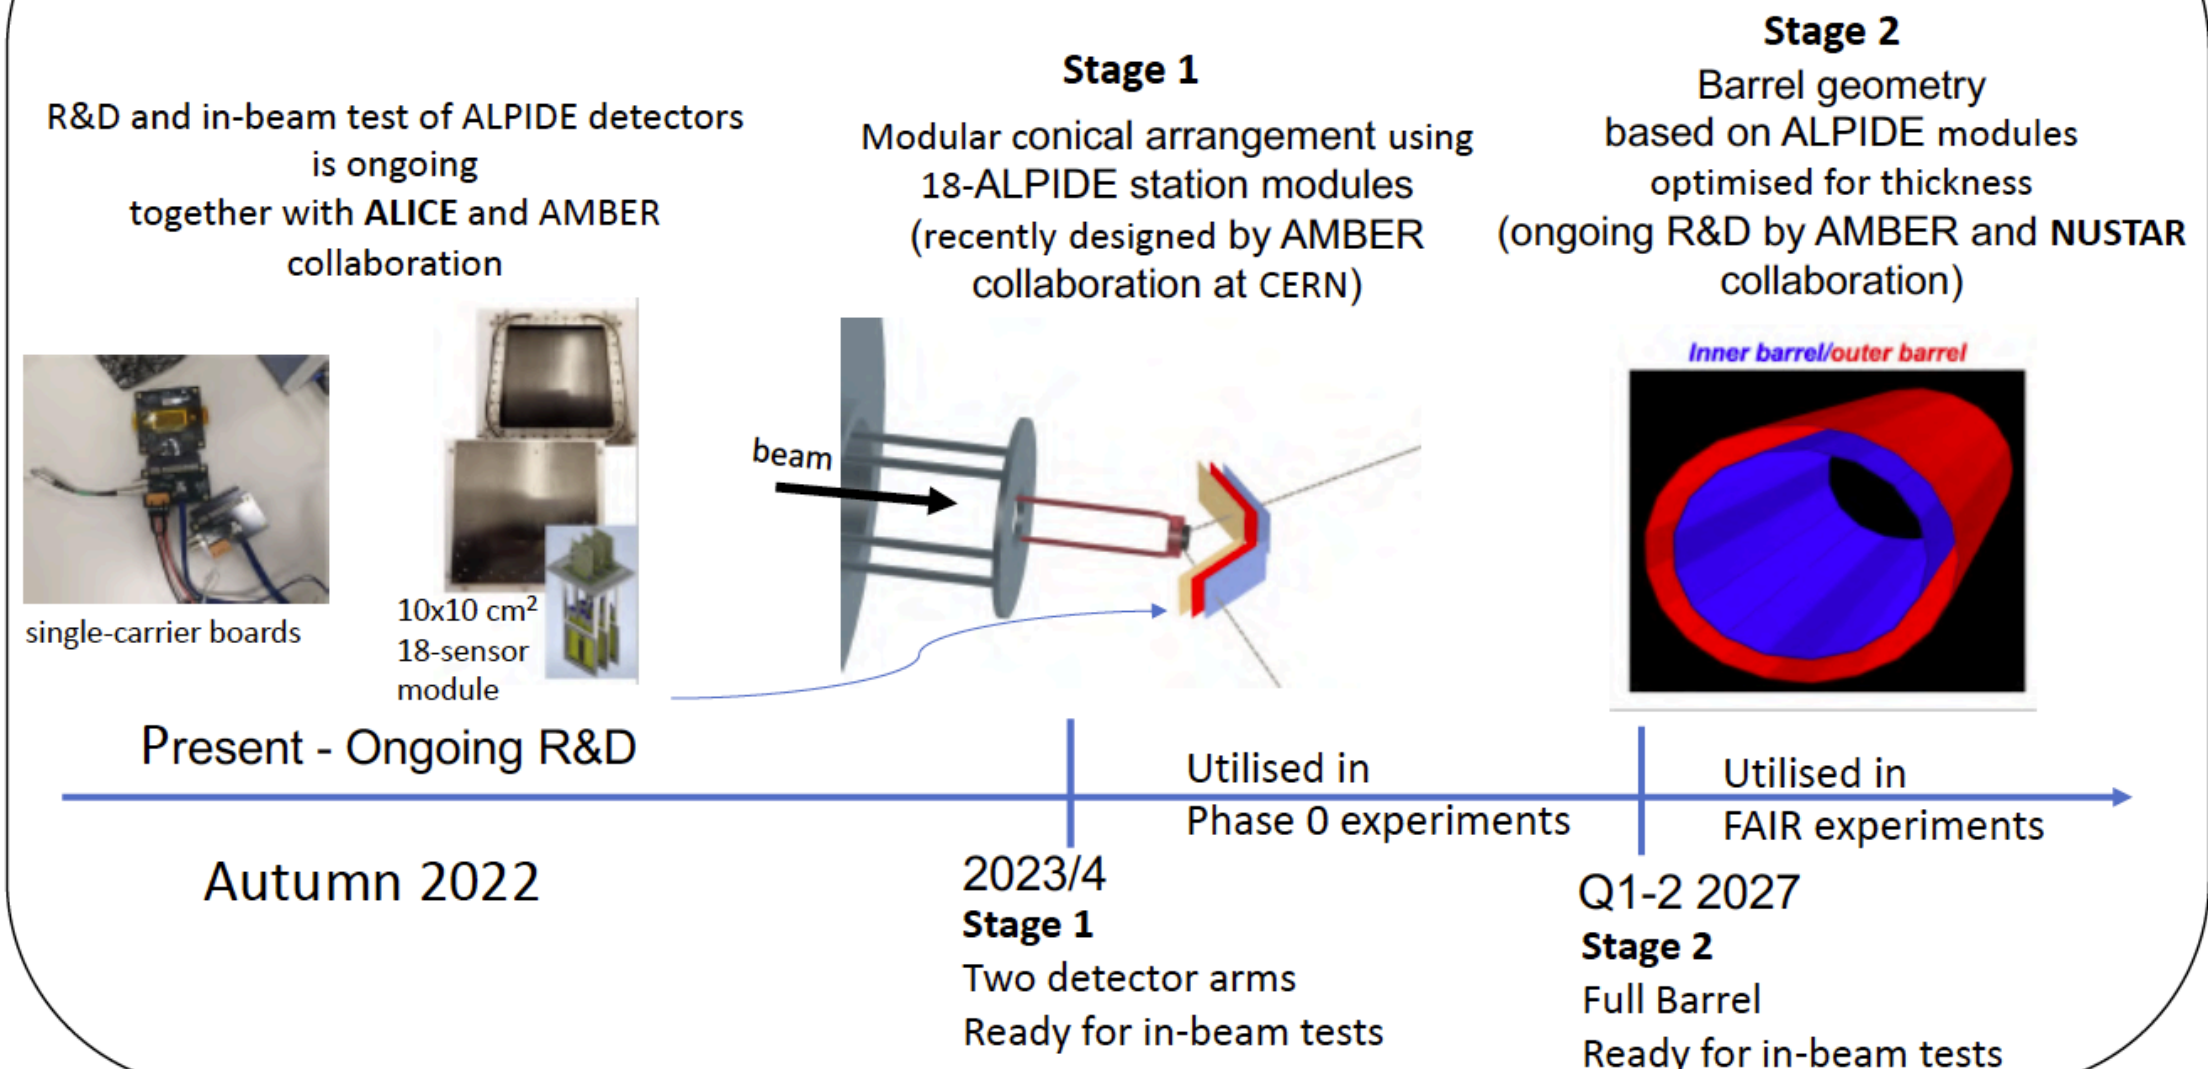 R&D and in-beam test of ALPIDE detectors
is ongoing
together with ALICE and AMBER
collaboration
single-carrier boards
10x10 cm²
18-sensor
module
Stage 1
Modular conical arrangement using
18-ALPIDE station modules
(recently designed by AMBER
collaboration at CERN)
beam
Stage 2
Barrel geometry
based on ALPIDE modules
optimised for thickness
(ongoing R&D by AMBER and NUSTAR
collaboration)
Inner barrel/outer barrel
Present - Ongoing R&D
Utilised in
Phase 0 experiments
Utilised in
FAIR experiments
Autumn 2022
2023/4
Stage 1
Two detector arms
Ready for in-beam tests
Q1-2 2027
Stage 2
Full Barrel
Ready for in-beam tests